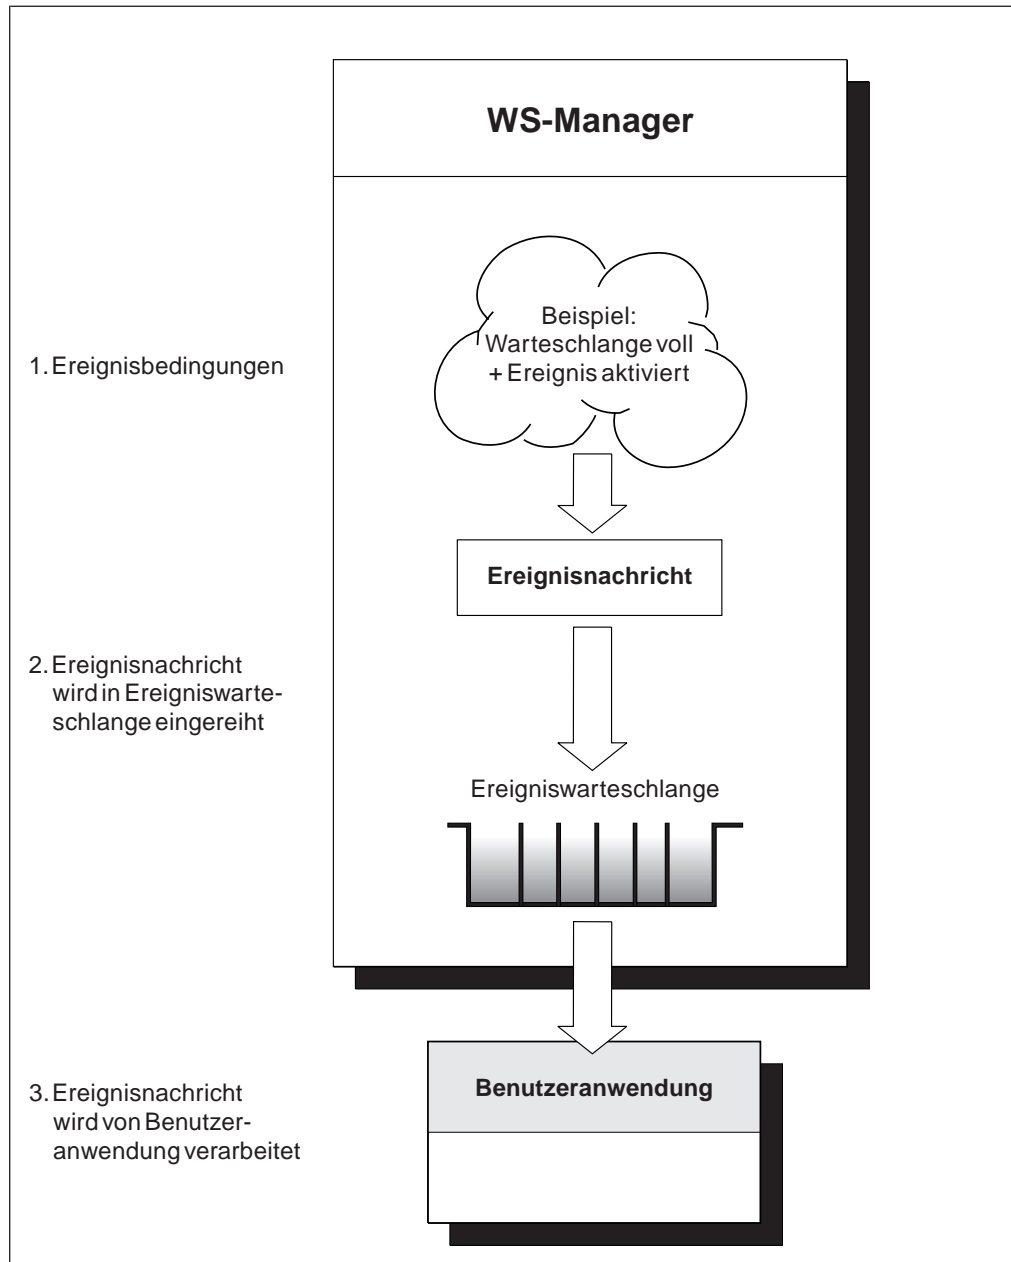 WS-Manager
Beispiel:
Warteschlange voll
+ Ereignis aktiviert
1. Ereignisbedingungen
Ereignisnachricht
2. Ereignisnachricht
wird in Ereigniswarte-
schlange eingereiht
Ereigniswarteschlange
Benutzeranwendung
3. Ereignisnachricht
wird von Benutzer-
anwendung verarbeitet